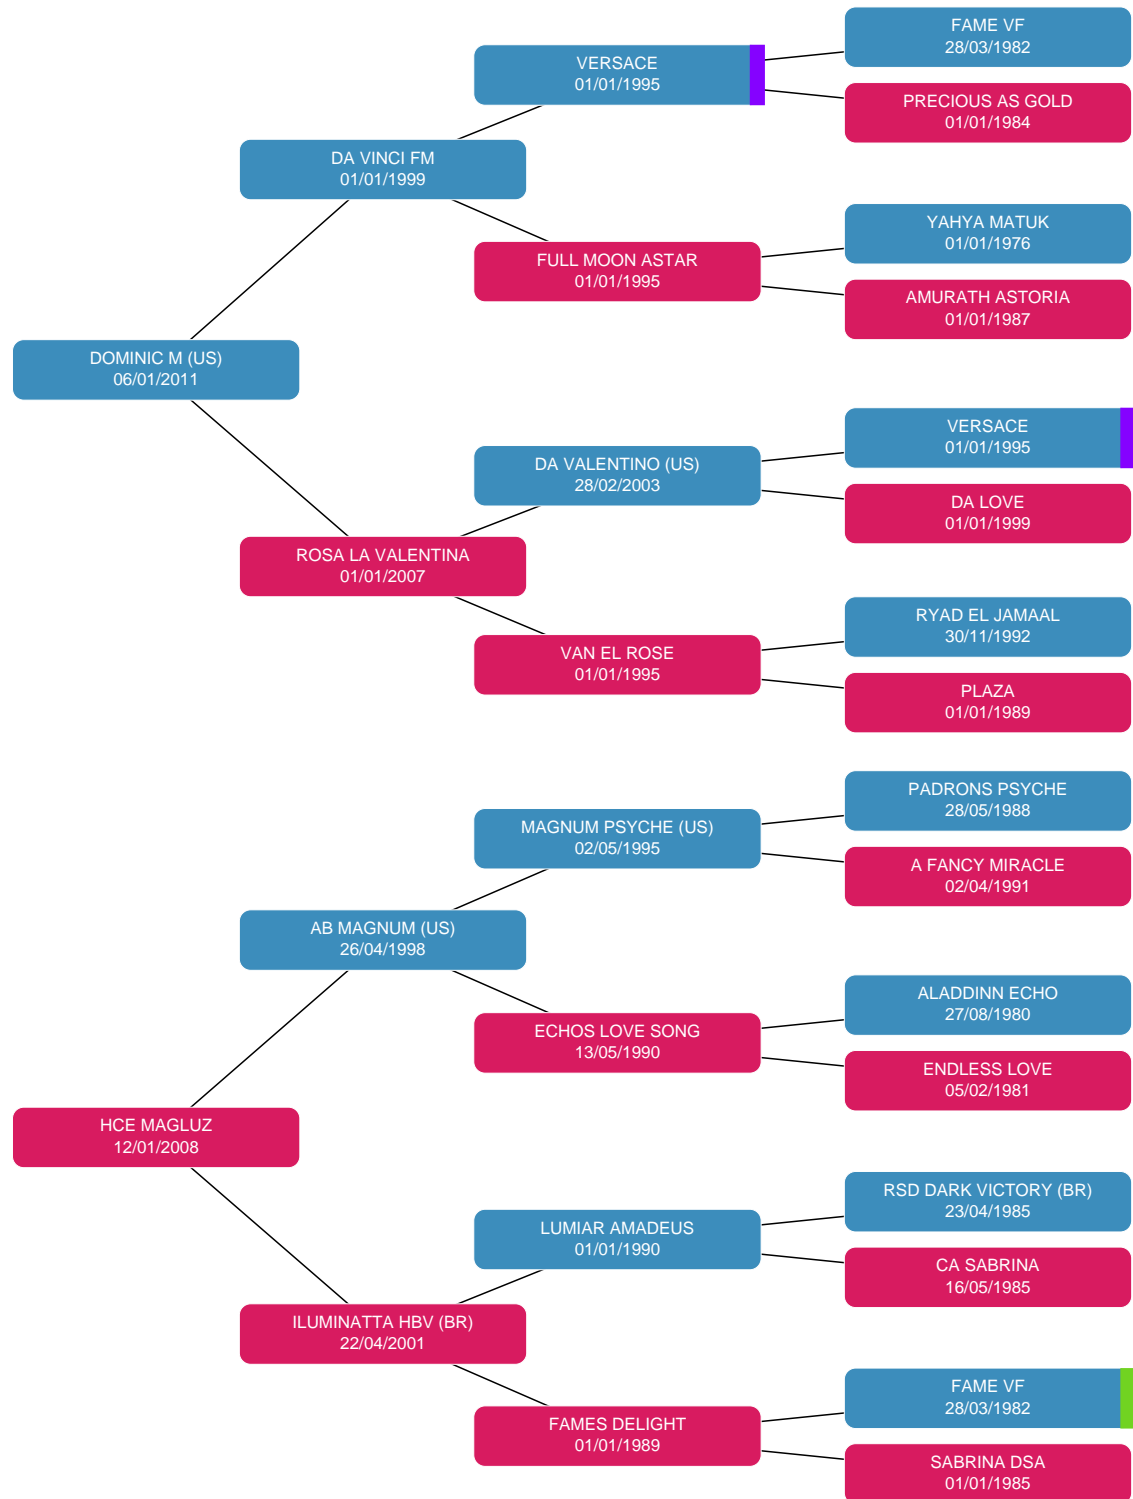 FAME VF
28/03/1982
VERSACE
01/01/1995
PRECIOUS AS GOLD
01/01/1984
DA VINCI FM
01/01/1999
YAHYA MATUK
01/01/1976
FULL MOON ASTAR
01/01/1995
AMURATH ASTORIA
01/01/1987
DOMINIC M (US)
06/01/2011
VERSACE
01/01/1995
DA VALENTINO (US)
28/02/2003
DA LOVE
01/01/1999
ROSA LA VALENTINA
01/01/2007
RYAD EL JAMAAL
30/11/1992
VAN EL ROSE
01/01/1995
PLAZA
01/01/1989
PADRONS PSYCHE
28/05/1988
MAGNUM PSYCHE (US)
02/05/1995
A FANCY MIRACLE
02/04/1991
AB MAGNUM (US)
26/04/1998
ALADDINN ECHO
27/08/1980
ECHOS LOVE SONG
13/05/1990
ENDLESS LOVE
05/02/1981
HCE MAGLUZ
12/01/2008
RSD DARK VICTORY (BR)
23/04/1985
LUMIAR AMADEUS
01/01/1990
CA SABRINA
16/05/1985
ILUMINATTA HBV (BR)
22/04/2001
FAME VF
28/03/1982
FAMES DELIGHT
01/01/1989
SABRINA DSA
01/01/1985